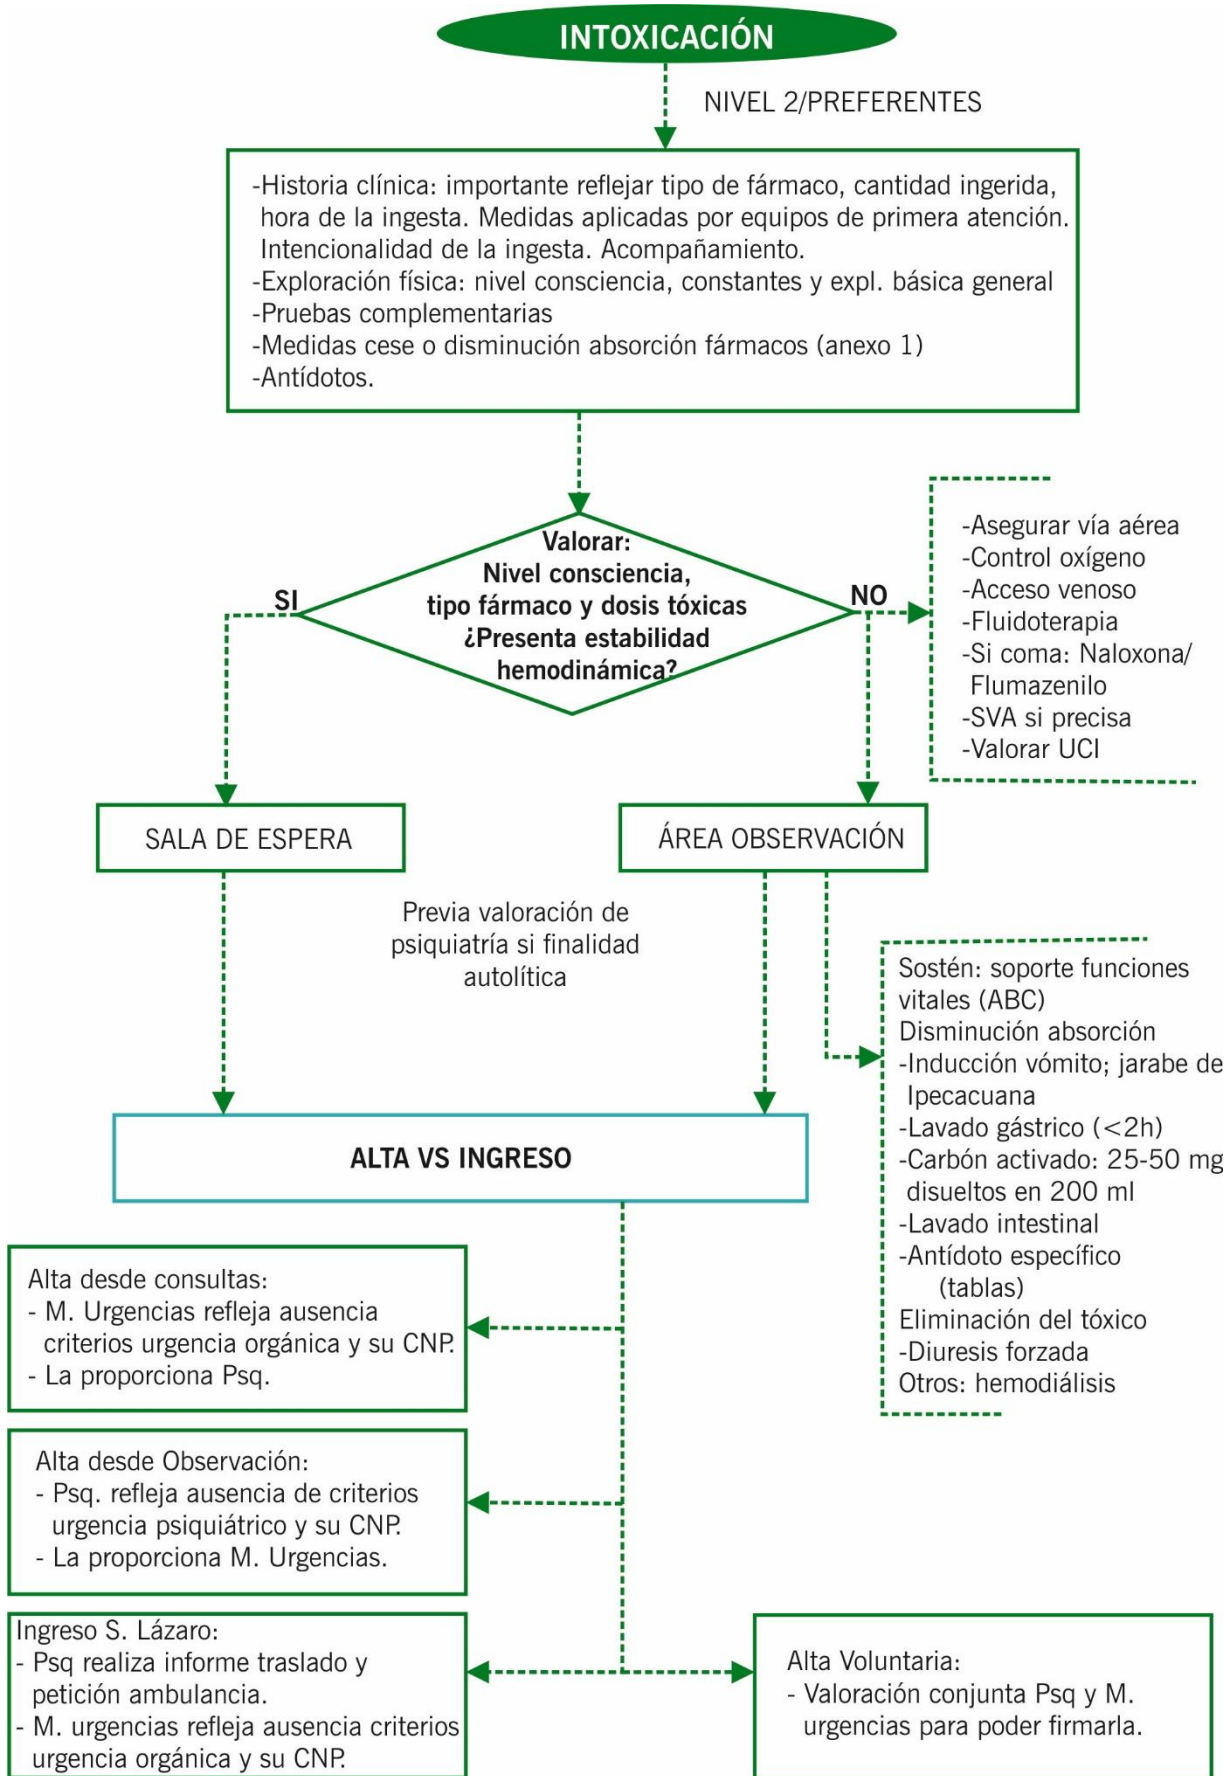 INTOXICACIÓN
NIVEL 2/PREFERENTES
-Historia clínica: importante reflejar tipo de fármaco, cantidad ingerida,
hora de la ingesta. Medidas aplicadas por equipos de primera atención.
Intencionalidad de la ingesta. Acompañamiento.
-Exploración física: nivel consciencia, constantes y expl. básica general
-Pruebas complementarias
-Medidas cese o disminución absorción fármacos (anexo 1)
-Antídotos.
Valorar:
Nivel consciencia,
tipo fármaco y dosis tóxicas
¿Presenta estabilidad
hemodinámica?
SI
NO
-Asegurar vía aérea
-Control oxígeno
-Acceso venoso
-Fluidoterapia
-Si coma: Naloxona/
Flumazenilo
-SVA si precisa
-Valorar UCI
SALA DE ESPERA
ÁREA OBSERVACIÓN
Previa valoración de
psiquiatría si finalidad
autolítica
Sostén: soporte funciones
vitales (ABC)
Disminución absorción
-Inducción vómito; jarabe de
Ipecacuana
-Lavado gástrico (<2h)
-Carbón activado: 25-50 mg
disueltos en 200 ml
-Lavado intestinal
-Antídoto específico
(tablas)
Eliminación del tóxico
-Diuresis forzada
Otros: hemodiálisis
ALTA VS INGRESO
Alta desde consultas:
- M. Urgencias refleja ausencia
criterios urgencia orgánica y su CNP.
- La proporciona Psq.
Alta desde Observación:
- Psq. refleja ausencia de criterios
urgencia psiquiátrico y su CNP.
- La proporciona M. Urgencias.
Ingreso S. Lázaro:
- Psq realiza informe traslado y
petición ambulancia.
- M. urgencias refleja ausencia criterios
urgencia orgánica y su CNP.
Alta Voluntaria:
- Valoración conjunta Psq y M.
urgencias para poder firmarla.